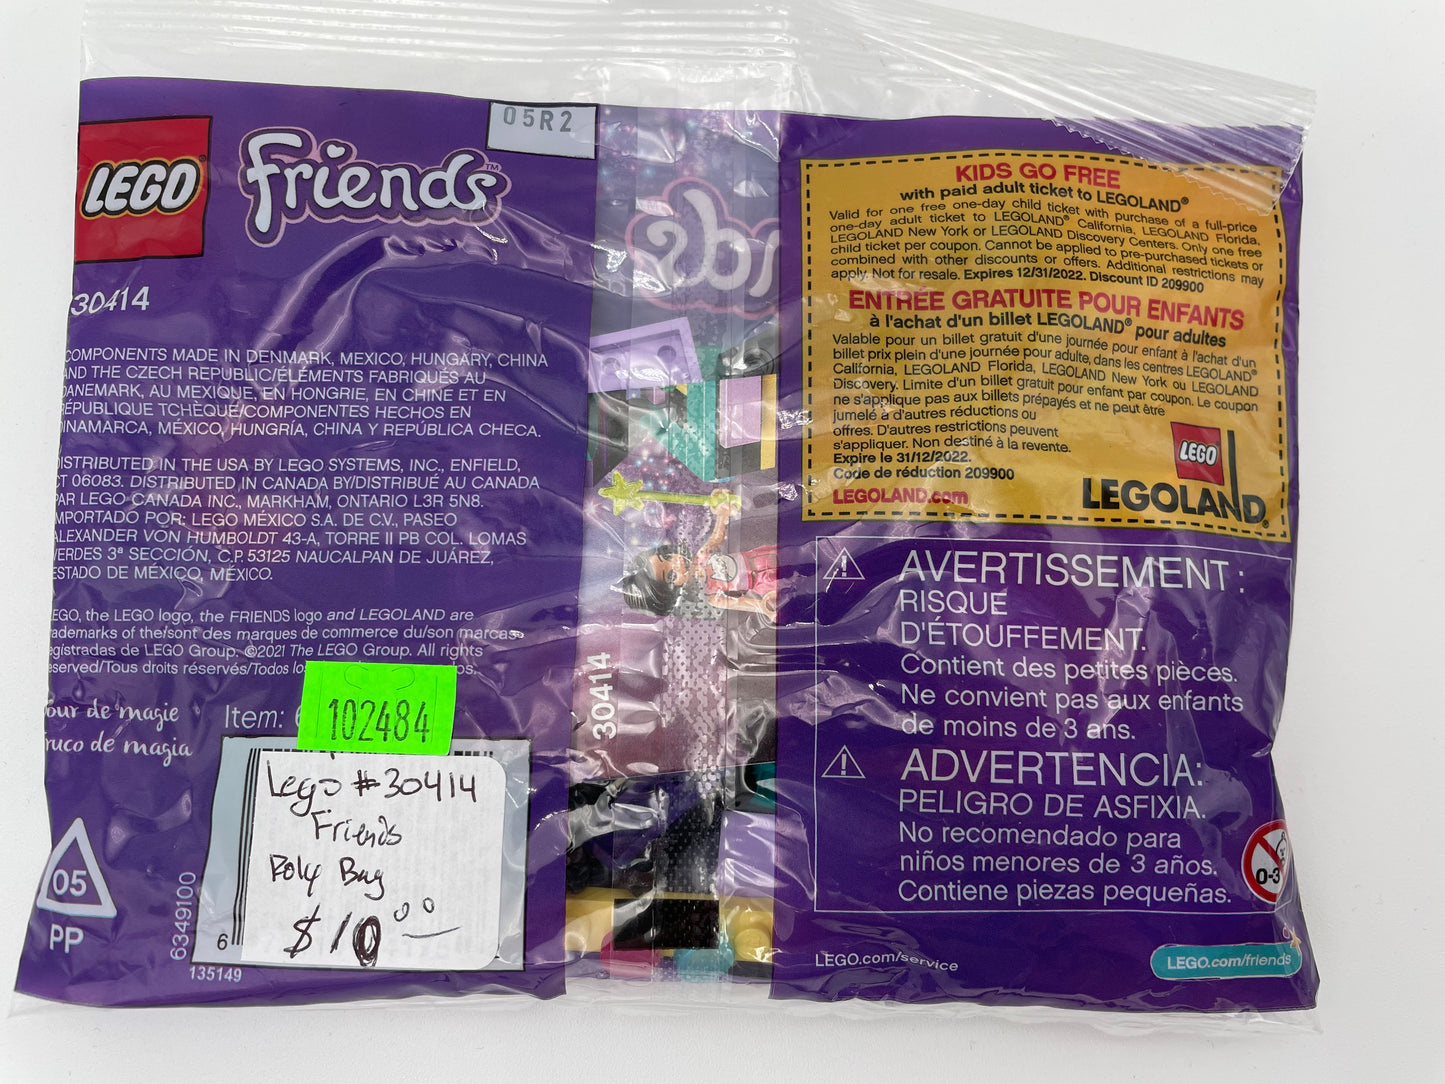 LEGO
Friends™
05R2
30414
COMPONENTS MADE IN DENMARK, MEXICO, HUNGARY, CHINA
AND THE CZECH REPUBLIC/ÉLÉMENTS FABRIQUÉS AU
DANEMARK, AU MEXIQUE, EN HONGRIE, EN CHINE ET EN
RÉPUBLIQUE TCHÈQUE/COMPONENTES HECHOS EN
DINAMARCA, MÉXICO, HUNGRÍA, CHINA Y REPÚBLICA CHECA.
DISTRIBUTED IN THE USA BY LEGO SYSTEMS, INC., ENFIELD,
CT 06083. DISTRIBUTED IN CANADA BY/DISTRIBUÉ AU CANADA
PAR LEGO CANADA INC., MARKHAM, ONTARIO L3R 5N8.
IMPORTADO POR: LEGO MÉXICO S.A. DE C.V., PASEO
ALEXANDER VON HUMBOLDT 43-A, TORRE II PB COL. LOMAS
VERDES 3ª SECCIÓN, C.P. 53125 NAUCALPAN DE JUÁREZ,
ESTADO DE MÉXICO, MÉXICO.
LEGO, the LEGO logo, the FRIENDS logo and LEGOLAND are
trademarks of the/sont des marques de commerce du/son marcas
registradas de LEGO Group. ©2021 The LEGO Group. All rights
reserved/Tous droits réservés/Todos los
our de magie
ruco de magia
Item: 6
102484
Lego #30414
Friends
Poly Bag
$10.00
05
PP
6349100
6
135149
30414
KIDS GO FREE
with paid adult ticket to LEGOLAND®
Valid for one free one-day child ticket with purchase of a full-price
one-day adult ticket to LEGOLAND® California, LEGOLAND Florida,
LEGOLAND New York or LEGOLAND Discovery Centers. Only one free
child ticket per coupon. Cannot be applied to pre-purchased tickets or
combined with other discounts or offers. Additional restrictions may
apply. Not for resale. Expires 12/31/2022. Discount ID 209900
ENTRÉE GRATUITE POUR ENFANTS
à l'achat d'un billet LEGOLAND® pour adultes
Valable pour un billet gratuit d'une journée pour enfant à l'achat d'un
billet prix plein d'une journée pour adulte, dans les centres LEGOLAND®
California, LEGOLAND Florida, LEGOLAND New York ou LEGOLAND
Discovery. Limite d'un billet gratuit pour enfant par coupon. Le coupon
ne s'applique pas aux billets prépayés et ne peut être
jumelé à d'autres réductions ou
offres. D'autres restrictions peuvent
s'appliquer. Non destiné à la revente.
Expire le 31/12/2022.
Code de réduction 209900
LEGOLAND.com
LEGO
LEGOLAND®
AVERTISSEMENT :
RISQUE
D'ÉTOUFFEMENT.
Contient des petites pièces.
Ne convient pas aux enfants
de moins de 3 ans.
ADVERTENCIA:
PELIGRO DE ASFIXIA.
No recomendado para
niños menores de 3 años.
Contiene piezas pequeñas.
0-3
LEGO.com/service
LEGO.com/friends